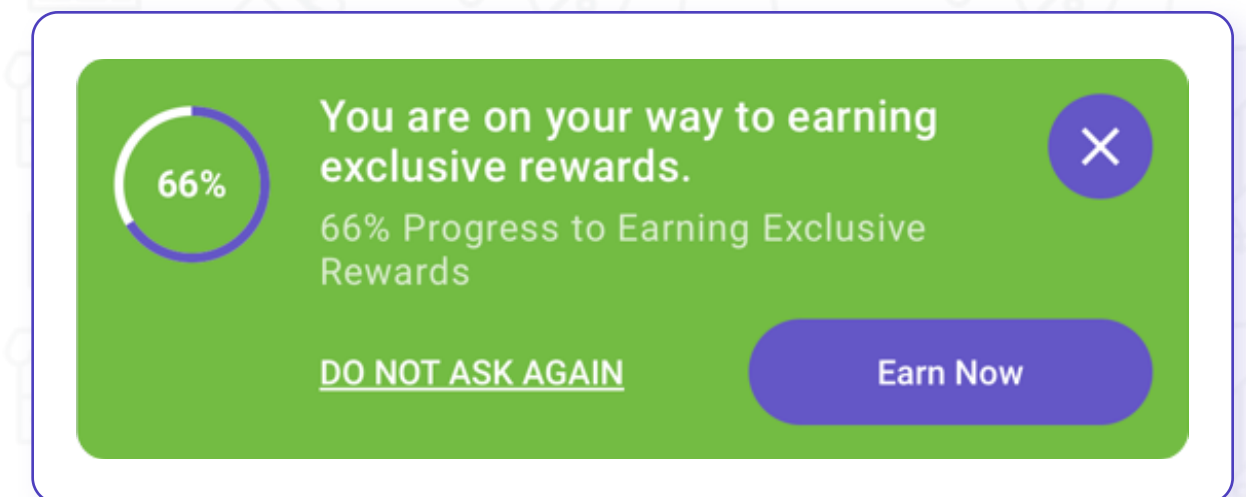 66%
You are on your way to earning
exclusive rewards.
66% Progress to Earning Exclusive
Rewards
DO NOT ASK AGAIN
Earn Now